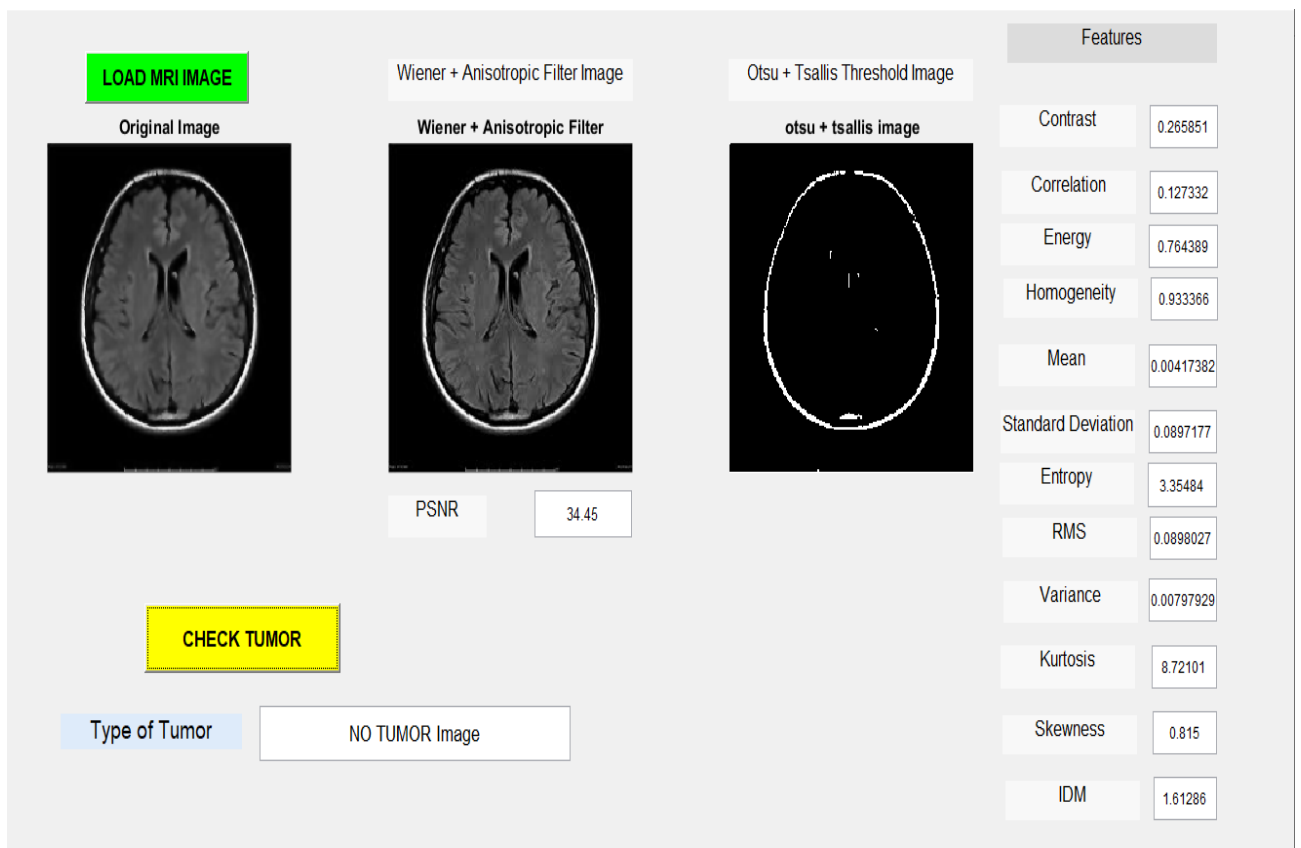 LOAD MRI IMAGE
Wiener + Anisotropic Filter Image
Otsu + Tsallis Threshold Image
Features
Original Image
Wiener + Anisotropic Filter
otsu + tsallis image
Contrast
0.265851
Correlation
0.127332
Energy
0.764389
Homogeneity
0.933366
Mean
0.00417382
Standard Deviation
0.0897177
Entropy
3.35484
RMS
0.0898027
Variance
0.00797929
Kurtosis
8.72101
Skewness
0.815
IDM
1.61286
PSNR
34.45
CHECK TUMOR
Type of Tumor
NO TUMOR Image